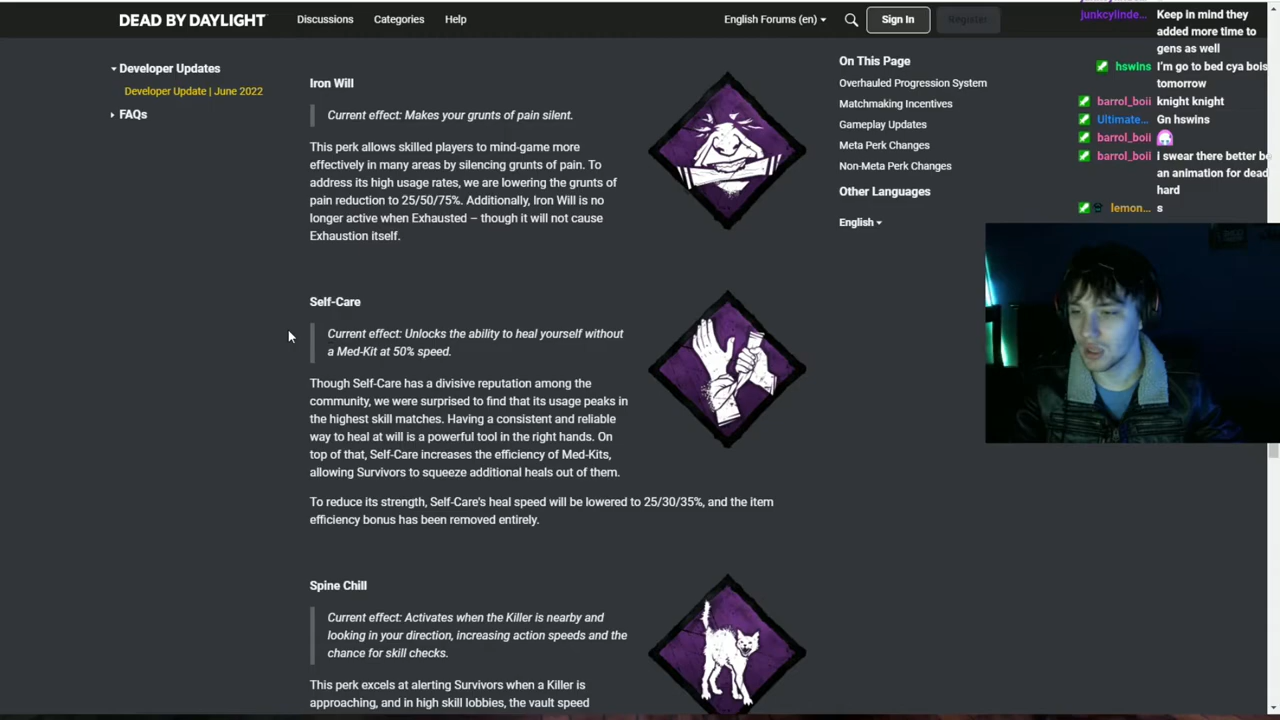 DEAD BY DAYLIGHT
Discussions
Categories
Help
English Forums (en)
Sign In
Register
Developer Updates
Developer Update | June 2022
FAQs
Iron Will
Current effect: Makes your grunts of pain silent.
This perk allows skilled players to mind-game more
effectively in many areas by silencing grunts of pain. To
address its high usage rates, we are lowering the grunts of
pain reduction to 25/50/75%. Additionally, Iron Will is no
longer active when Exhausted – though it will not cause
Exhaustion itself.
Self-Care
Current effect: Unlocks the ability to heal yourself without
a Med-Kit at 50% speed.
Though Self-Care has a divisive reputation among the
community, we were surprised to find that its usage peaks in
the highest skill matches. Having a consistent and reliable
way to heal at will is a powerful tool in the right hands. On
top of that, Self-Care increases the efficiency of Med-Kits,
allowing Survivors to squeeze additional heals out of them.
To reduce its strength, Self-Care's heal speed will be lowered to 25/30/35%, and the item
efficiency bonus has been removed entirely.
Spine Chill
Current effect: Activates when the Killer is nearby and
looking in your direction, increasing action speeds and the
chance for skill checks.
This perk excels at alerting Survivors when a Killer is
approaching, and in high skill lobbies, the vault speed
On This Page
Overhauled Progression System
Matchmaking Incentives
Gameplay Updates
Meta Perk Changes
Non-Meta Perk Changes
Other Languages
English
junkcylinde... Keep in mind they
added more time to
gens as well
hswins I'm go to bed cya bois
tomorrow
barrol_boii knight knight
Ultimate... Gn hswins
barrol_boii
barrol_boii I swear there better be
an animation for dead
hard
lemon... s